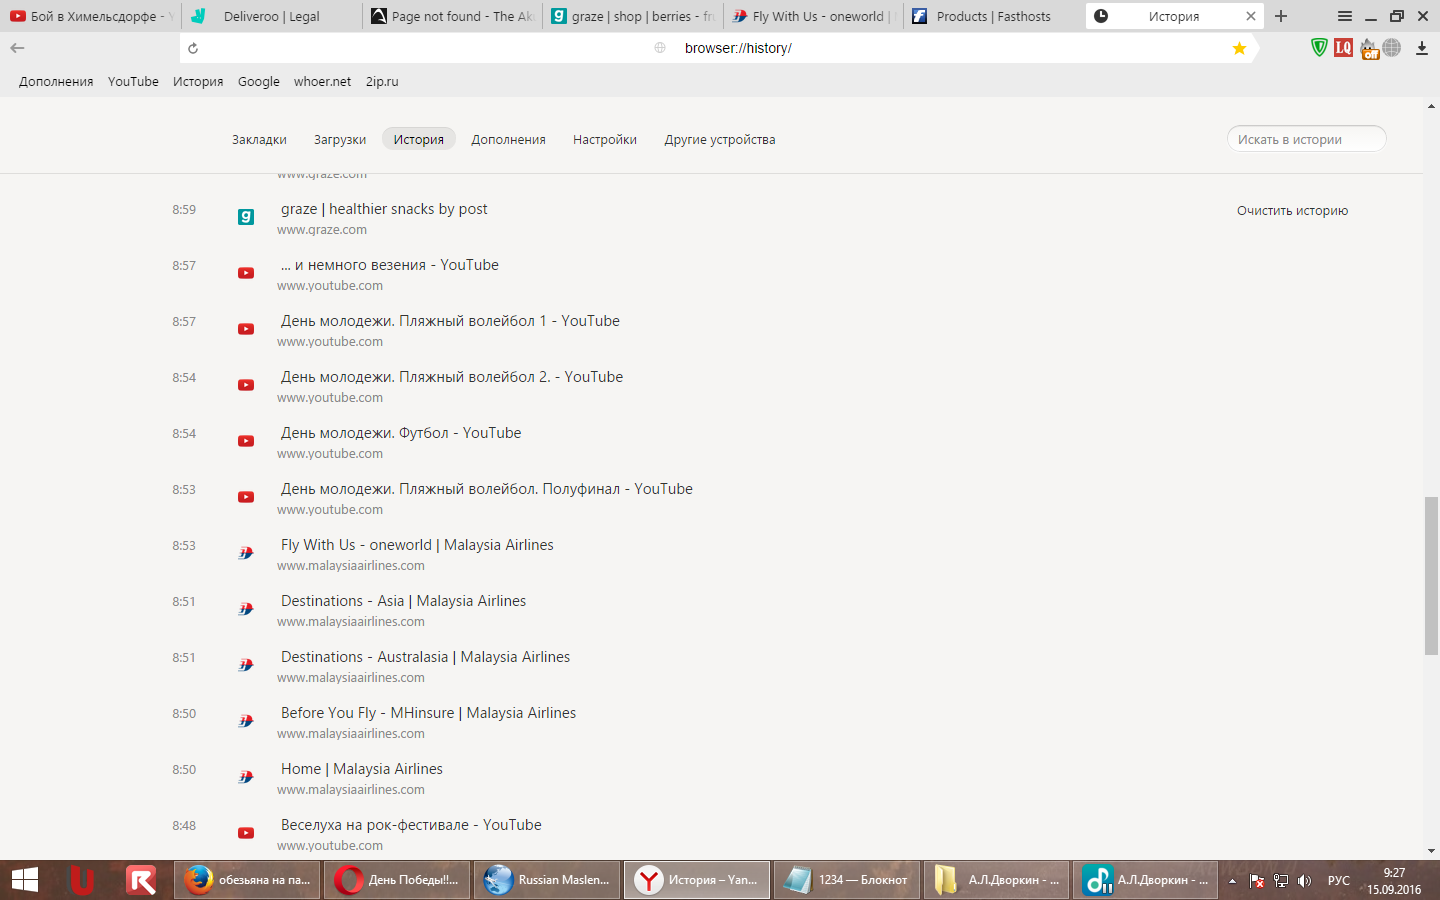 Бой в Химельсдорфе - Y
Deliveroo | Legal
Page not found - The Aka
graze | shop | berries - fru
Fly With Us - oneworld |
Products | Fasthosts
История
browser://history/
Дополнения YouTube История Google whoer.net 2ip.ru
Закладки Загрузки История Дополнения Настройки Другие устройства
Искать в истории
www.graze.com
8:59 graze | healthier snacks by post
Очистить историю
www.graze.com
8:57 ... и немного везения - YouTube
www.youtube.com
8:57 День молодежи. Пляжный волейбол 1 - YouTube
www.youtube.com
8:54 День молодежи. Пляжный волейбол 2. - YouTube
www.youtube.com
8:54 День молодежи. Футбол - YouTube
www.youtube.com
8:53 День молодежи. Пляжный волейбол. Полуфинал - YouTube
www.youtube.com
8:53 Fly With Us - oneworld | Malaysia Airlines
www.malaysiaairlines.com
8:51 Destinations - Asia | Malaysia Airlines
www.malaysiaairlines.com
8:51 Destinations - Australasia | Malaysia Airlines
www.malaysiaairlines.com
8:50 Before You Fly - MHinsure | Malaysia Airlines
www.malaysiaairlines.com
8:50 Home | Malaysia Airlines
www.malaysiaairlines.com
8:48 Веселуха на рок-фестивале - YouTube
www.youtube.com
обезьяна на па...
День Победы!!...
Russian Maslen...
История – Yan...
1234 — Блокнот
А.Л.Дворкин - ...
А.Л.Дворкин - ...
РУС
9:27
15.09.2016